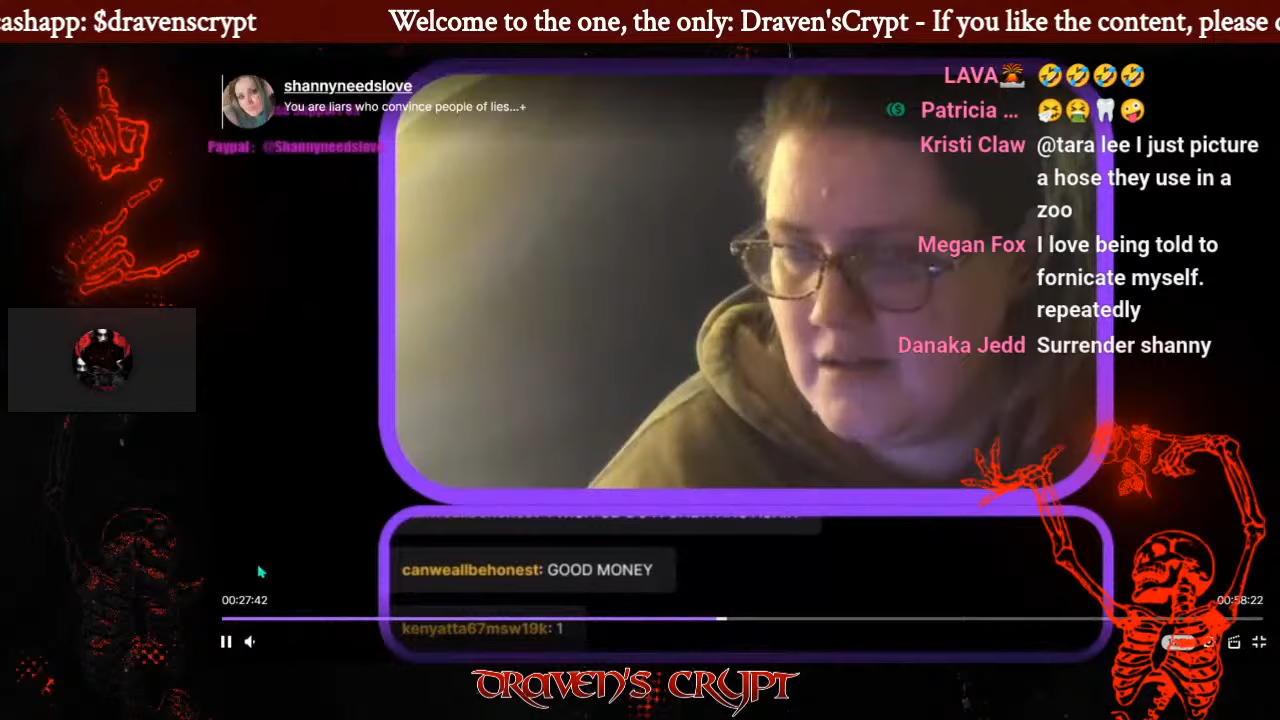 ashapp: $dravenscrypt
Welcome to the one, the only: Draven'sCrypt - If you like the content, please
shannyneedslove
You are liars who convince people of lies...+
Paypal: @Shannyneedslove
LAVA🌋 🤣🤣🤣🤣
Patricia ... 🤧🤮🦷🤪
Kristi Claw @tara lee I just picture
a hose they use in a
zoo
Megan Fox I love being told to
fornicate myself.
repeatedly
Danaka Jedd Surrender shanny
canweallbehonest: GOOD MONEY
00:27:42
00:58:22
kenyatta67msw19k: 1
DRAVEN'S CRYPT